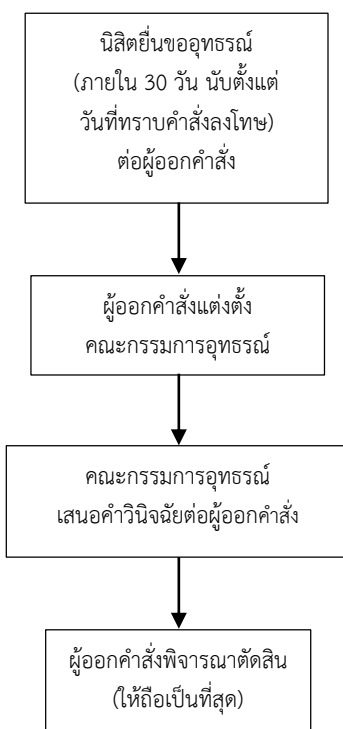 นิสิตยื่นขออุทธรณ์
(ภายใน 30 วัน นับตั้งแต่
วันที่ทราบคำสั่งลงโทษ)
ต่อผู้ออกคำสั่ง
ผู้ออกคำสั่งแต่งตั้ง
คณะกรรมการอุทธรณ์
คณะกรรมการอุทธรณ์
เสนอคำวินิจฉัยต่อผู้ออกคำสั่ง
ผู้ออกคำสั่งพิจารณาตัดสิน
(ให้ถือเป็นที่สุด)